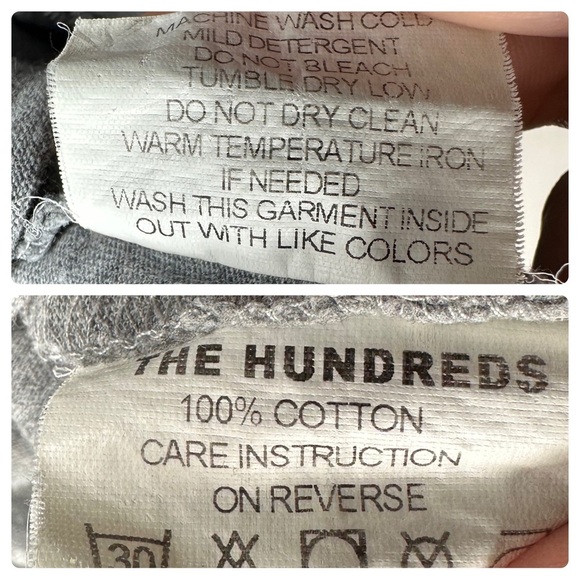 MACHINE WASH COLD
MILD DETERGENT
DO NOT BLEACH
TUMBLE DRY LOW
DO NOT DRY CLEAN
WARM TEMPERATURE IRON
IF NEEDED
WASH THIS GARMENT INSIDE
OUT WITH LIKE COLORS
THE HUNDREDS
100% COTTON
CARE INSTRUCTION
ON REVERSE
30